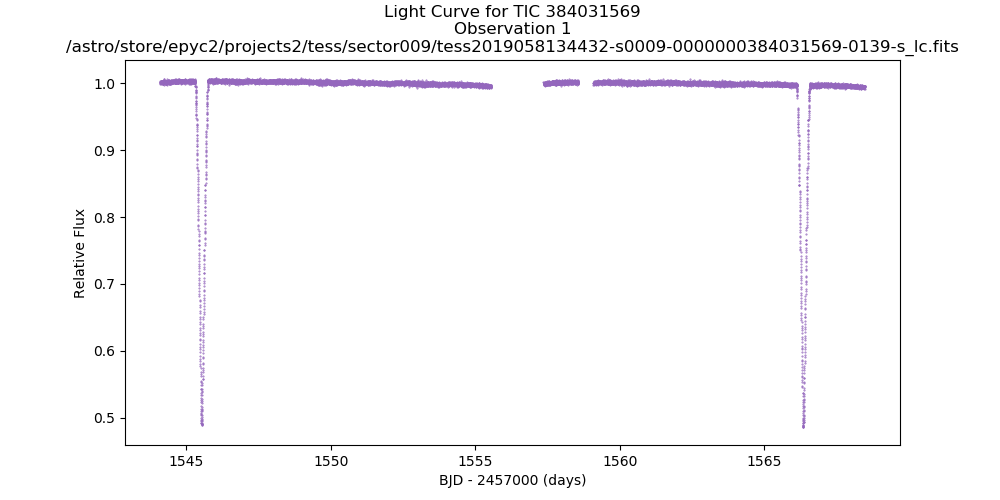 Light Curve for TIC 384031569
Observation 1
/astro/store/epyc2/projects2/tess/sector009/tess2019058134432-s0009-0000000384031569-0139-s_lc.fits
Relative Flux
1.0
0.9
0.8
0.7
0.6
0.5
1545
1550
1555
1560
1565
BJD - 2457000 (days)